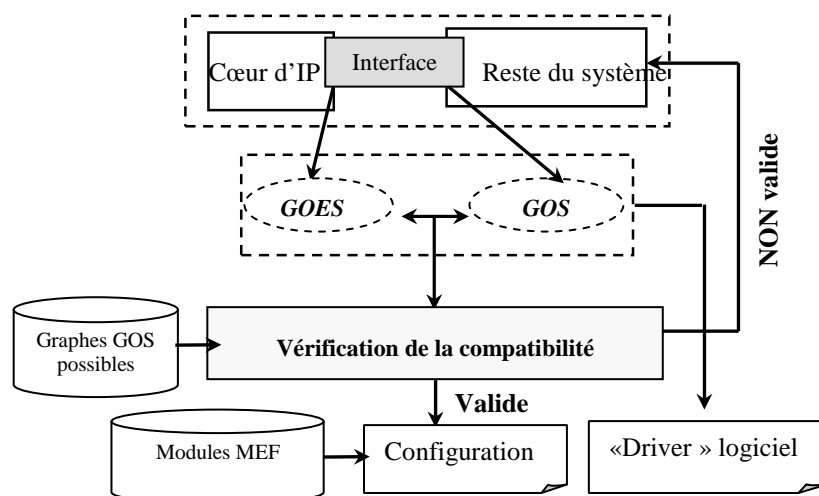 Cœur d'IP
Interface
Reste du système
GOES
GOS
NON valide
Graphes GOS
possibles
Vérification de la compatibilité
Valide
Modules MEF
Configuration
«Driver » logiciel